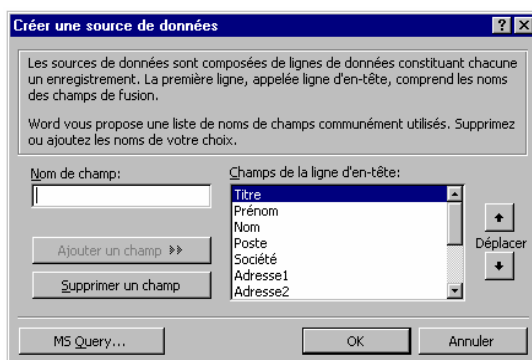 Créer une source de données
Les sources de données sont composées de lignes de données constituant chacune
un enregistrement. La première ligne, appelée ligne d'en-tête, comprend les noms
des champs de fusion.
Word vous propose une liste de noms de champs communément utilisés. Supprimez
ou ajoutez les noms de votre choix.
Nom de champ:
Champs de la ligne d'en-tête:
Titre
Prénom
Nom
Poste
Société
Adresse1
Adresse2
Ajouter un champ
Supprimer un champ
Déplacer
MS Query...
OK
Annuler